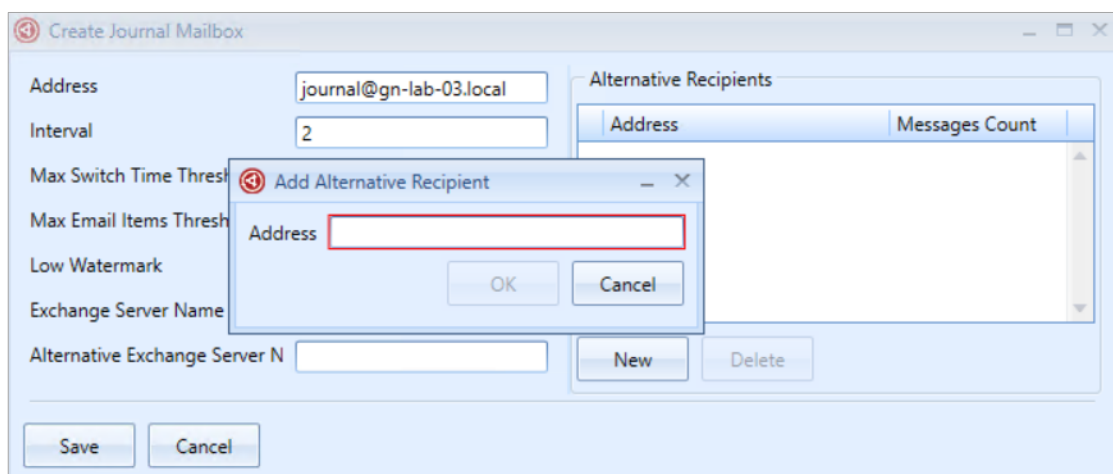 Create Journal Mailbox
Address
journal@gn-lab-03.local
Interval
2
Max Switch Time Thresh
Max Email Items Thresh
Low Watermark
Exchange Server Name
Alternative Exchange Server N
Alternative Recipients
Address Messages Count
Add Alternative Recipient
Address
OK Cancel
New Delete
Save Cancel